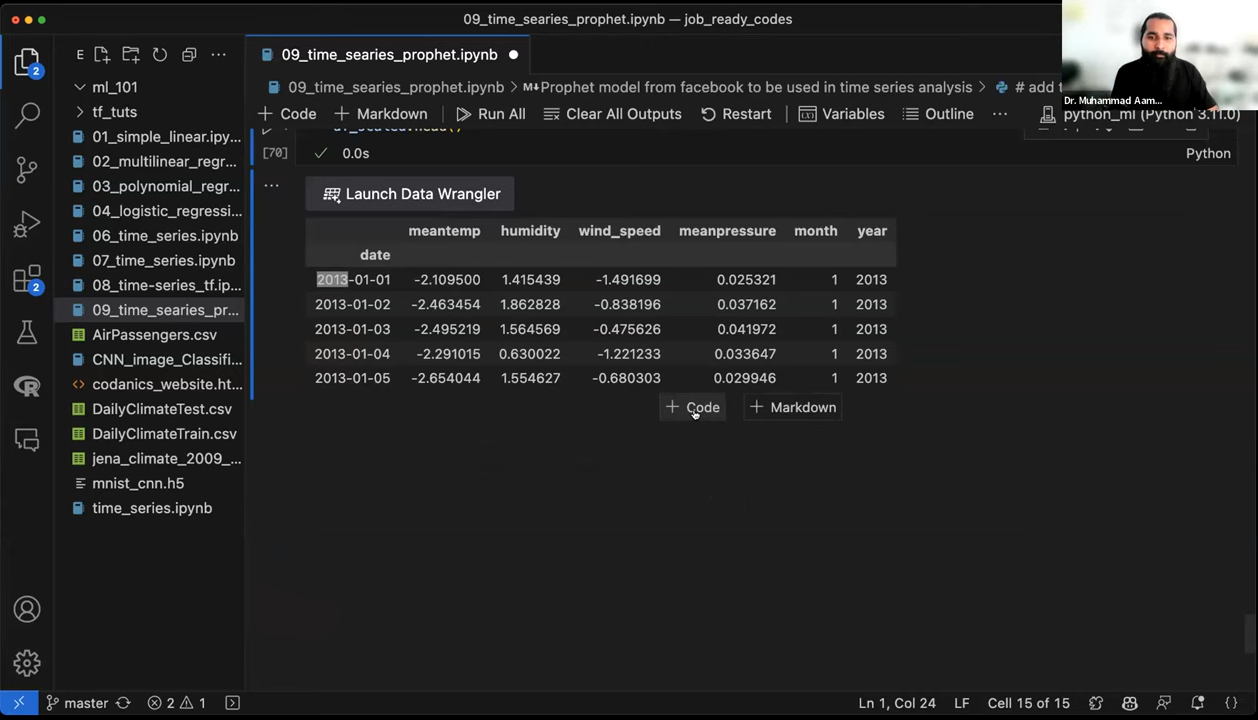 09_time_searies_prophet.ipynb — job_ready_codes
Dr. Muhammad Aam...
E
ml_101
tf_tuts
01_simple_linear.ipy...
02_multilinear_regr...
03_polynomial_regr...
04_logistic_regressi...
06_time_series.ipynb
07_time_series.ipynb
08_time-series_tf.ip...
09_time_searies_pr...
AirPassengers.csv
CNN_image_Classifi...
codanics_website.ht...
DailyClimateTest.csv
DailyClimateTrain.csv
jena_climate_2009_...
mnist_cnn.h5
time_series.ipynb
2
2
09_time_searies_prophet.ipynb
09_time_searies_prophet.ipynb > M↓Prophet model from facebook to be used in time series analysis > # add t
+ Code + Markdown Run All Clear All Outputs Restart Variables Outline ... python_ml (Python 3.11.0)
[70] 0.0s Python
Launch Data Wrangler
meantemp humidity wind_speed meanpressure month year
date
2013-01-01 -2.109500 1.415439 -1.491699 0.025321 1 2013
2013-01-02 -2.463454 1.862828 -0.838196 0.037162 1 2013
2013-01-03 -2.495219 1.564569 -0.475626 0.041972 1 2013
2013-01-04 -2.291015 0.630022 -1.221233 0.033647 1 2013
2013-01-05 -2.654044 1.554627 -0.680303 0.029946 1 2013
+ Code + Markdown
master 2 1 Ln 1, Col 24 LF Cell 15 of 15